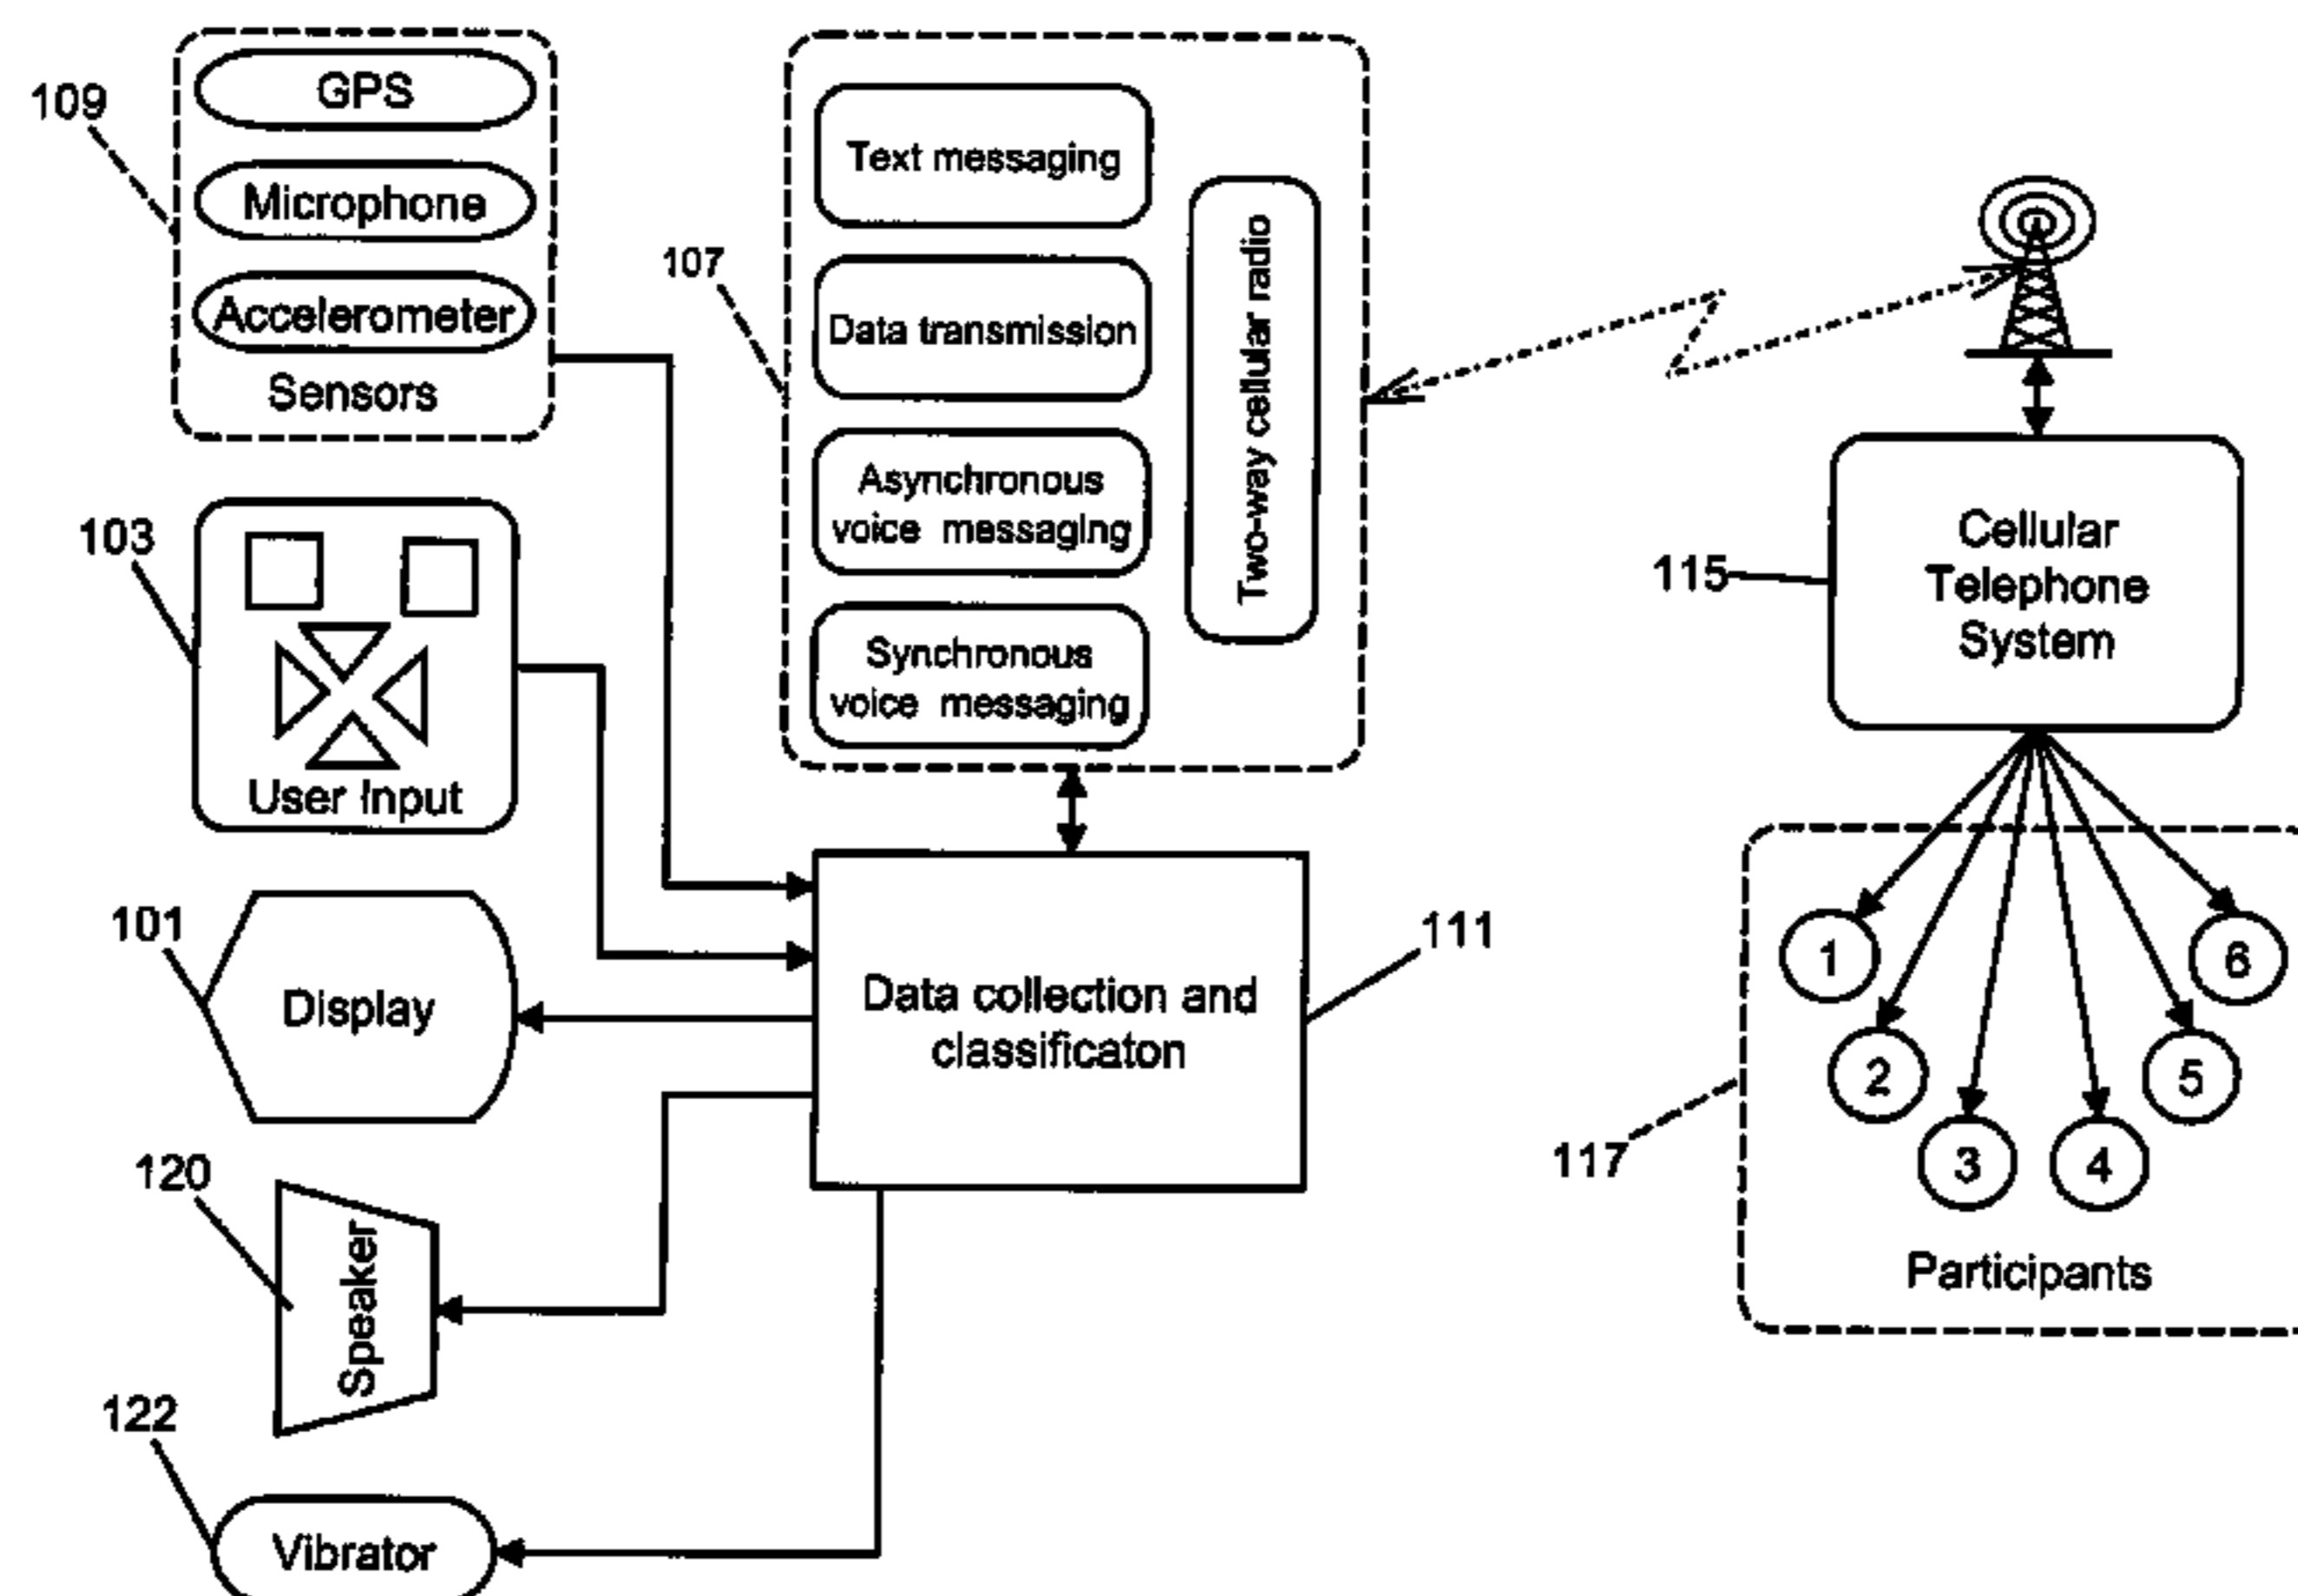 109
GPS
Microphone
Accelerometer
Sensors
103
User Input
101
Display
120
Speaker
122
Vibrator
107
Text messaging
Data transmission
Asynchronous
voice messaging
Synchronous
voice messaging
Two-way cellular radio
Data collection and
classificaton
111
115
Cellular
Telephone
System
117
1
2
3
4
5
6
Participants